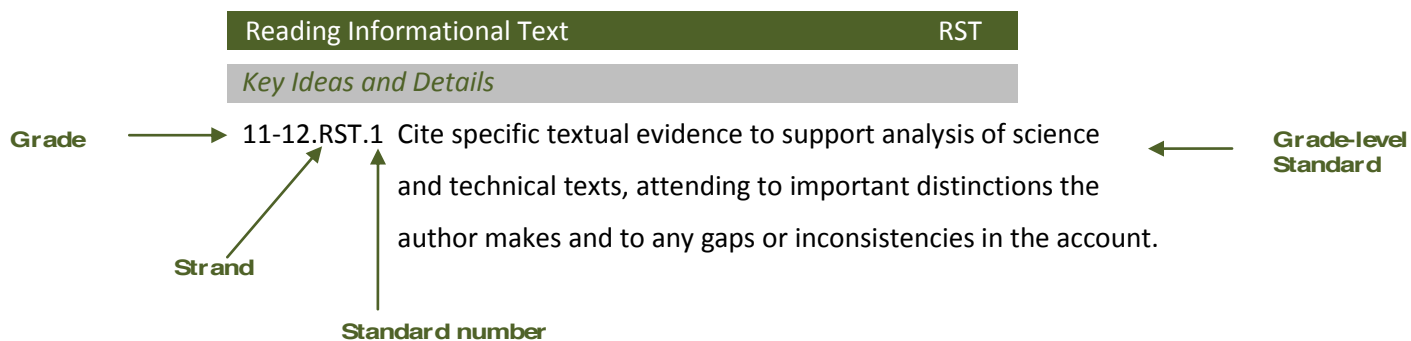 Reading Informational Text RST
Key Ideas and Details
Grade 11-12.RST.1 Cite specific textual evidence to support analysis of science Grade-level
Standard
and technical texts, attending to important distinctions the
author makes and to any gaps or inconsistencies in the account.
Strand
Standard number